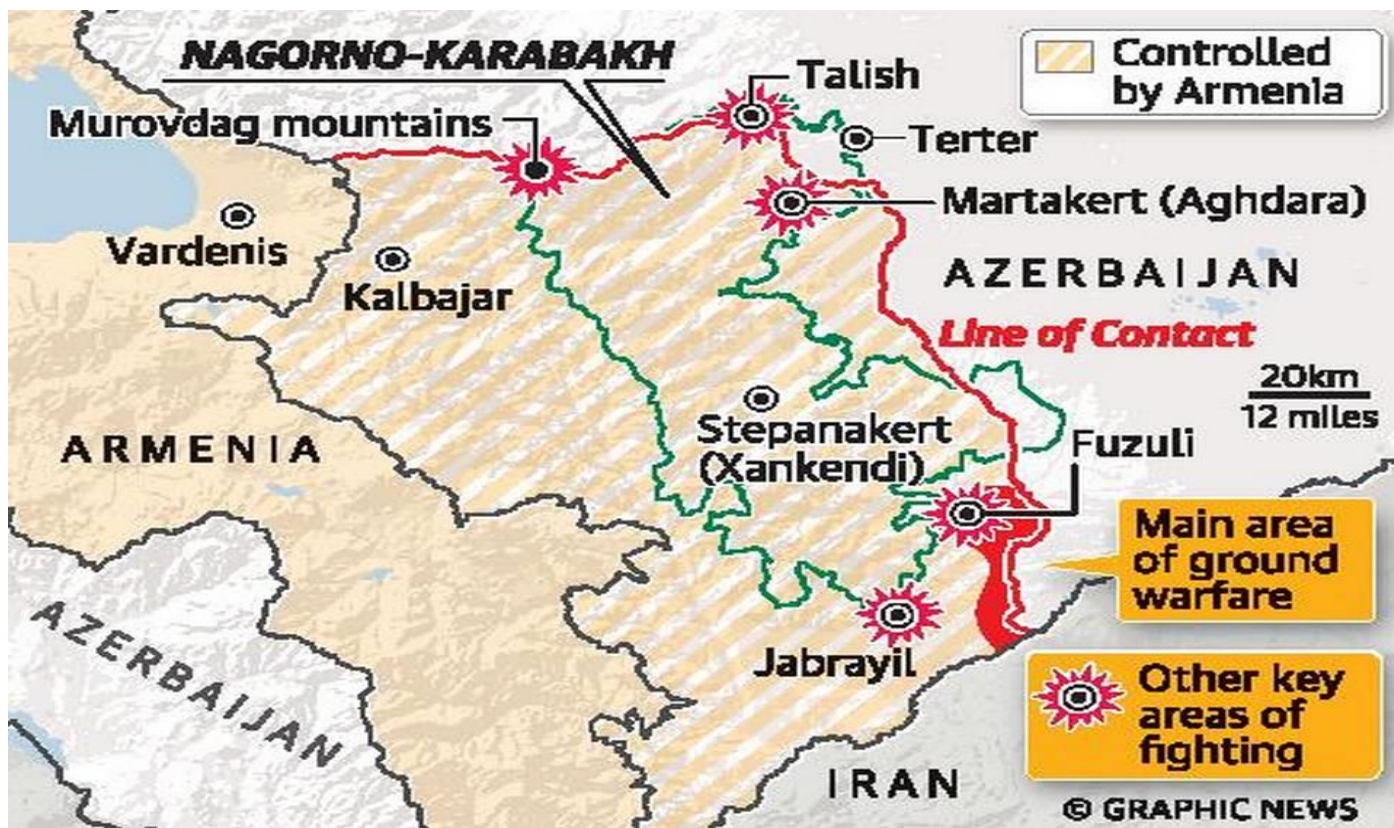 NAGORNO-KARABAKH
Controlled
by Armenia
Talish
Murovdag mountains
Terter
Martakert (Aghdara)
Vardenis
Kalbajar
AZERBAIJAN
Line of Contact
20km
12 miles
Stepanakert
(Xankendi)
Fuzuli
ARMENIA
Main area
of ground
warfare
AZERBAIJAN
Jabrayil
Other key
areas of
fighting
IRAN
© GRAPHIC NEWS